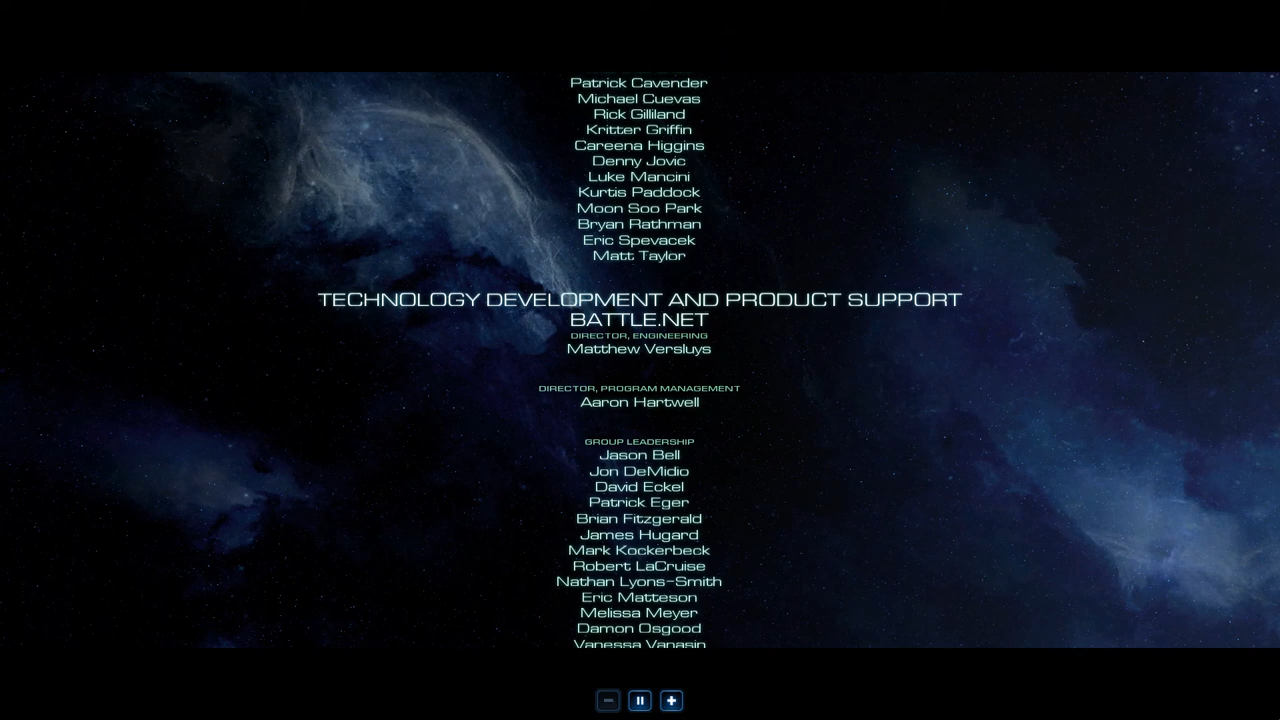 Patrick Cavender
Michael Cuevas
Rick Gilliland
Kritter Griffin
Careena Higgins
Denny Jovic
Luke Mancini
Kurtis Paddock
Moon Soo Park
Bryan Rathman
Eric Spevacek
Matt Taylor
TECHNOLOGY DEVELOPMENT AND PRODUCT SUPPORT
BATTLE.NET
DIRECTOR, ENGINEERING
Matthew Versluys
DIRECTOR, PROGRAM MANAGEMENT
Aaron Hartwell
GROUP LEADERSHIP
Jason Bell
Jon DeMidio
David Eckel
Patrick Eger
Brian Fitzgerald
James Hugard
Mark Kockerbeck
Robert LaCruise
Nathan Lyons-Smith
Eric Matteson
Melissa Meyer
Damon Osgood
Vanessa Vanasin